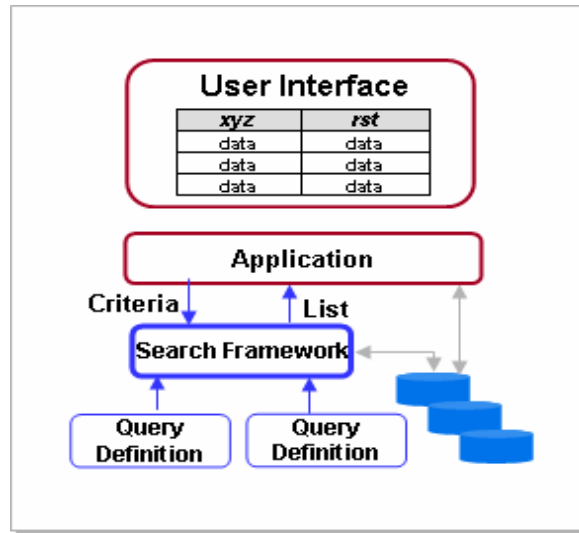 User Interface
xyz rst
data data
data data
data data
Application
Criteria List
Search Framework
Query Query
Definition Definition